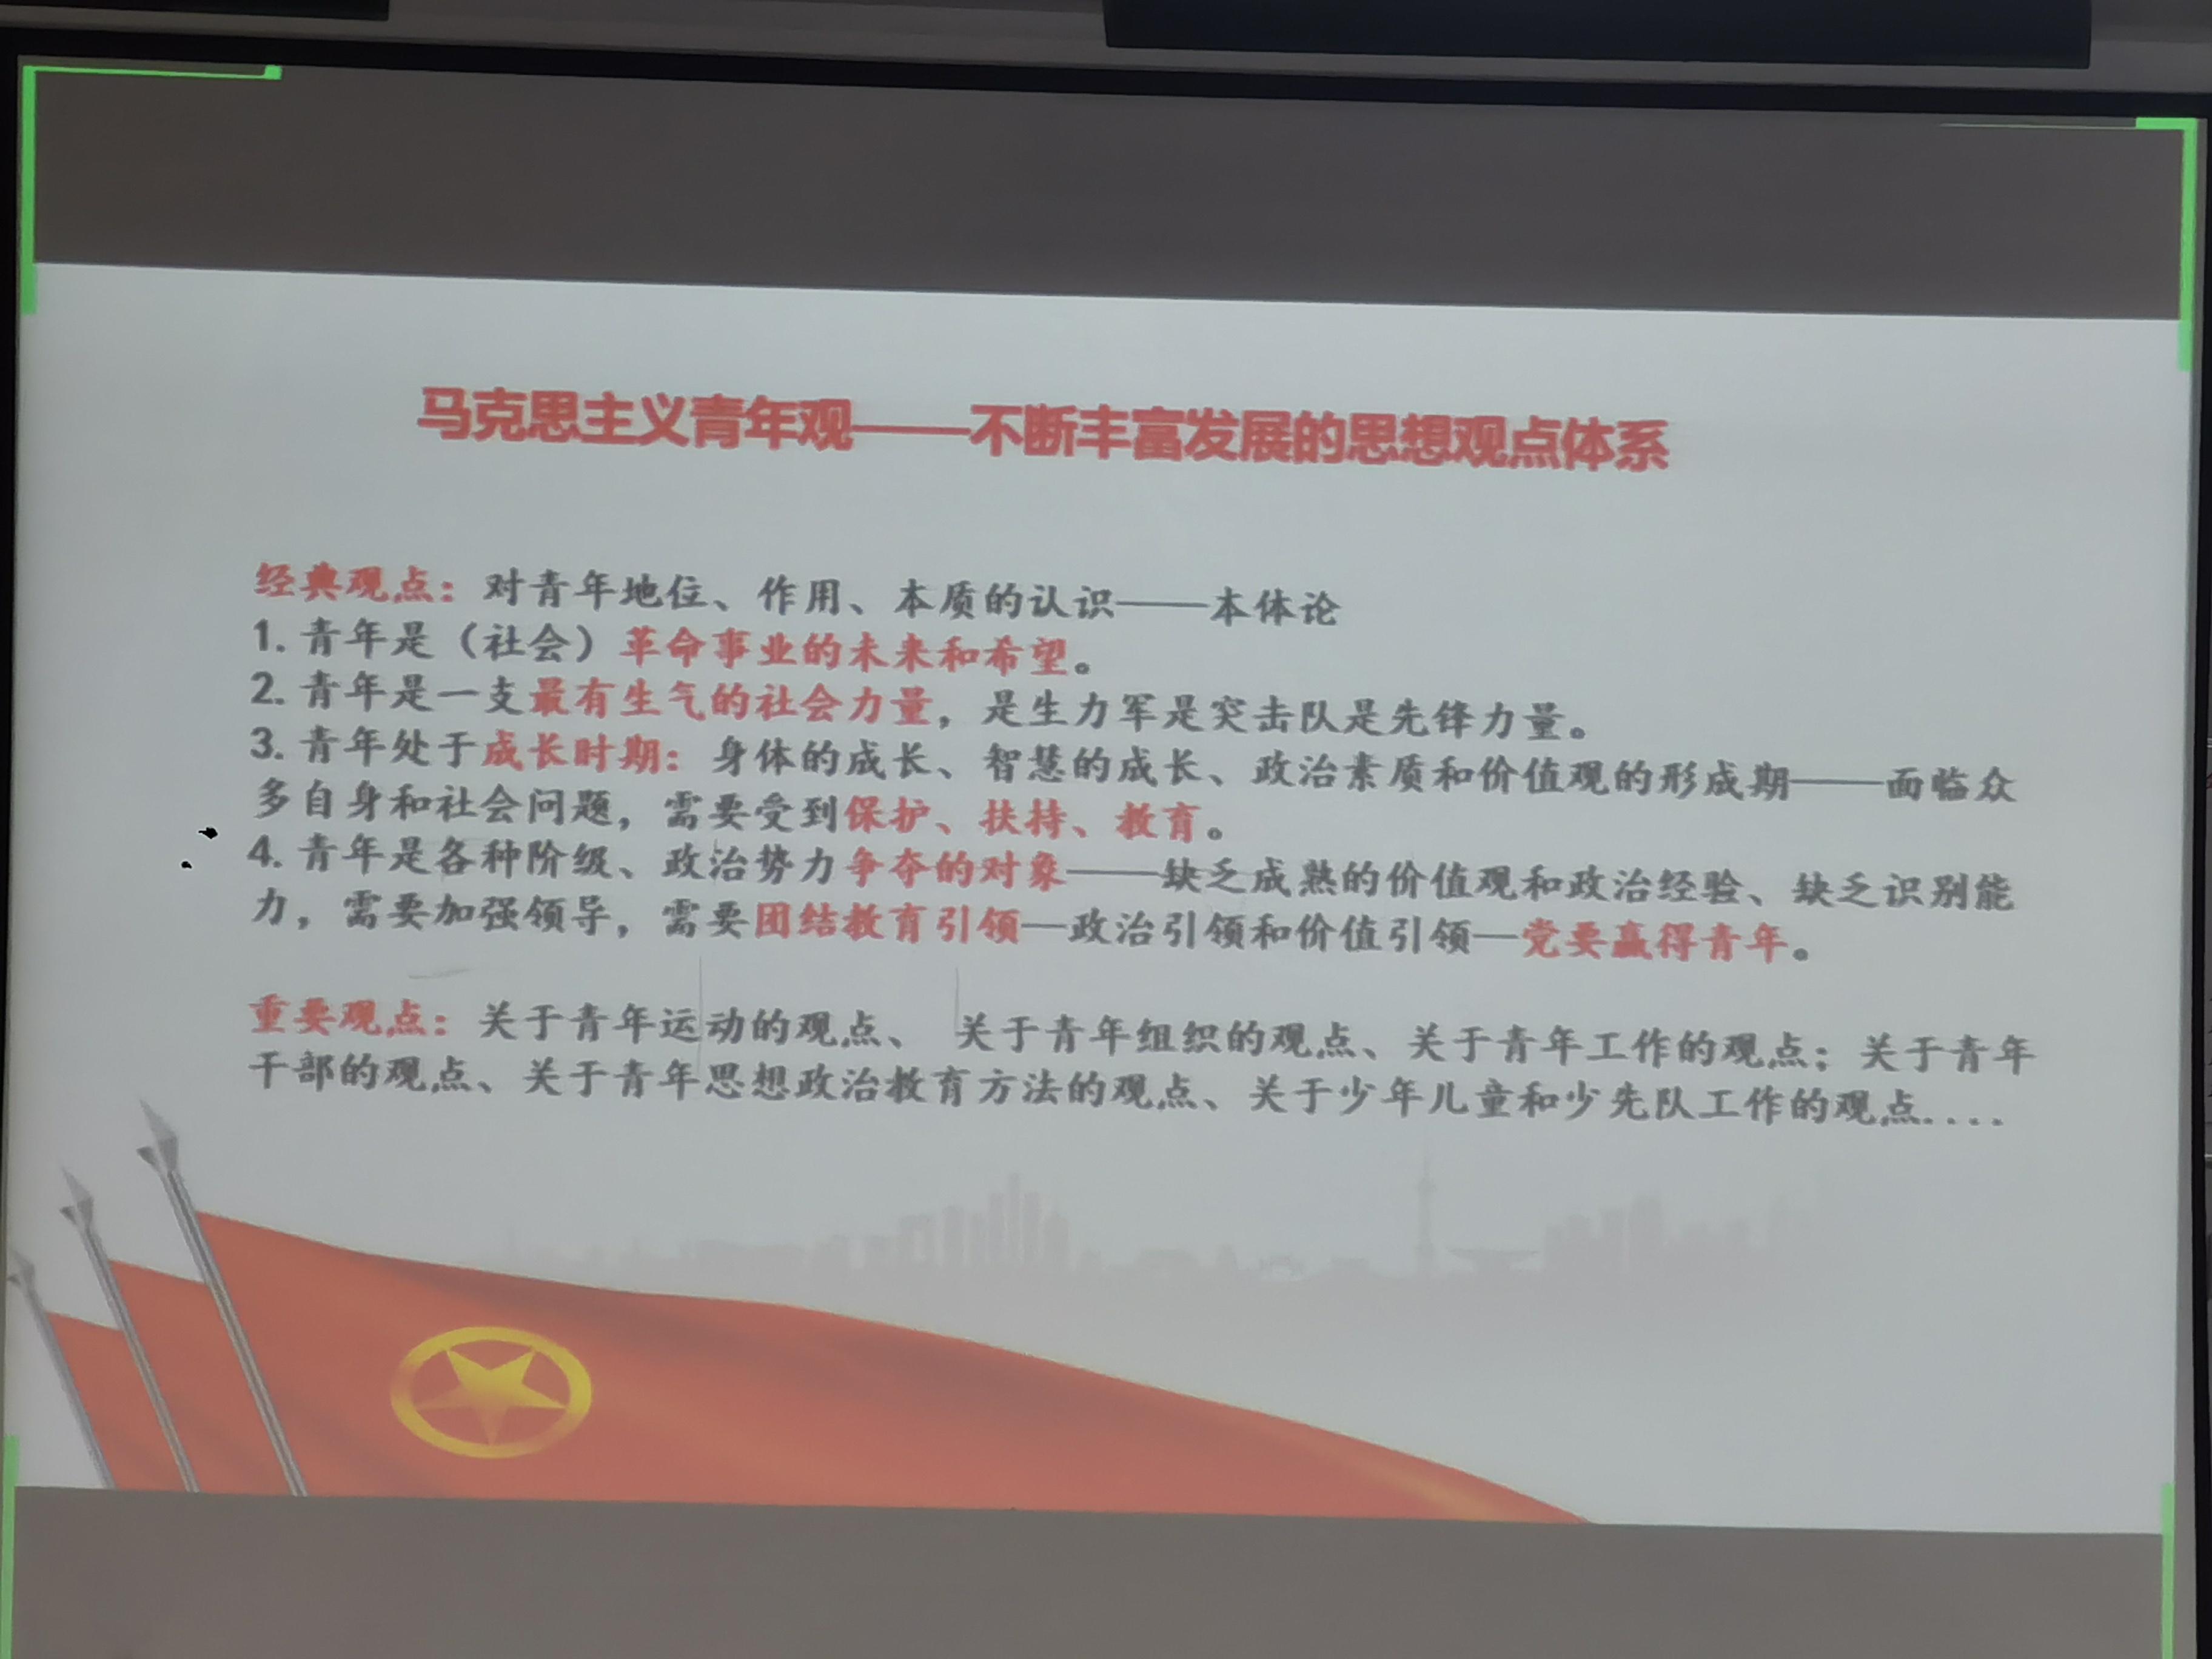 马克思主义青年观——不断丰富发展的思想观点体系
经典观点：对青年地位、作用、本质的认识——本体论
1. 青年是（社会）革命事业的未来和希望。
2. 青年是一支最有生气的社会力量，是生力军是突击队是先锋力量。
3. 青年处于成长时期：身体的成长、智慧的成长、政治素质和价值观的形成期——面临众
多自身和社会问题，需要受到保护、扶持、教育。
4. 青年是各种阶级、政治势力争夺的对象——缺乏成熟的价值观和政治经验、缺乏识别能
力，需要加强领导，需要团结教育引领—政治引领和价值引领—党要赢得青年。
重要观点：关于青年运动的观点、 关于青年组织的观点、关于青年工作的观点；关于青年
干部的观点、关于青年思想政治教育方法的观点、关于少年儿童和少先队工作的观点....